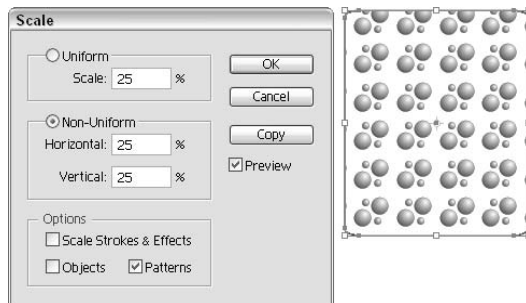 Scale
Uniform
Scale: 25 %
OK
Cancel
Non-Uniform
Horizontal: 25 %
Copy
Vertical: 25 %
Preview
Options
Scale Strokes & Effects
Objects Patterns